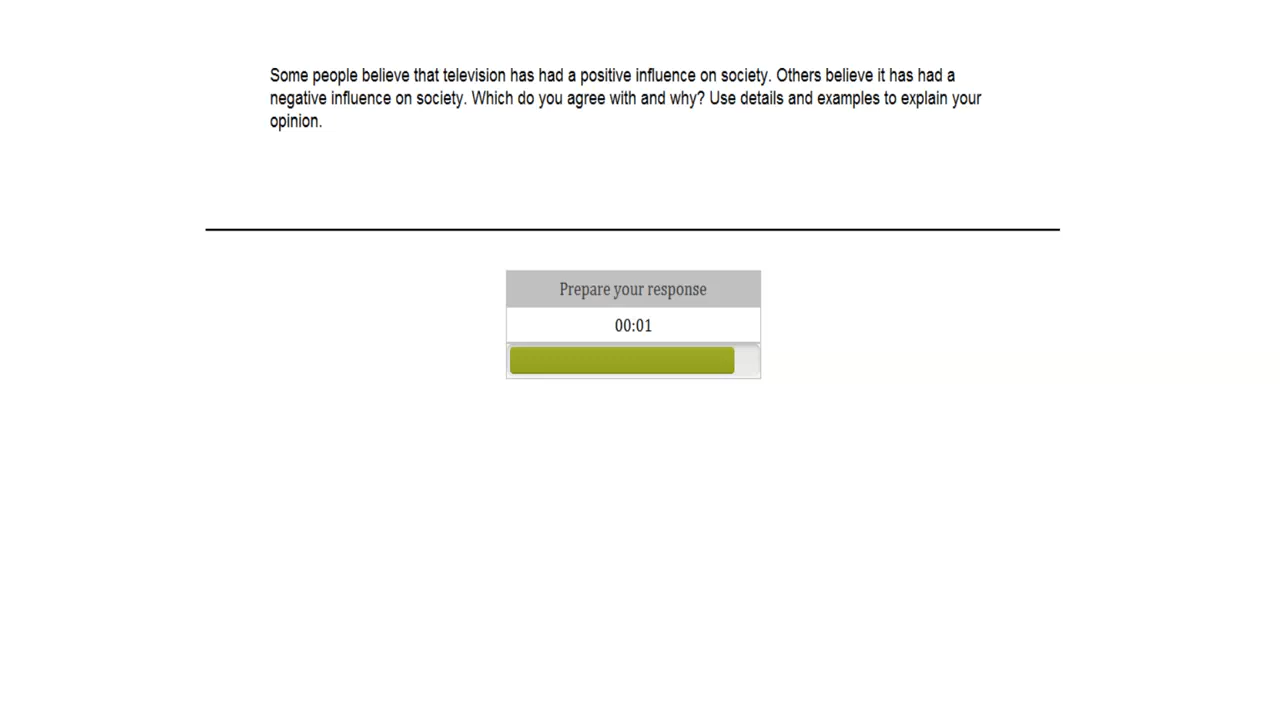 Some people believe that television has had a positive influence on society. Others believe it has had a
negative influence on society. Which do you agree with and why? Use details and examples to explain your
opinion.
Prepare your response
00:01